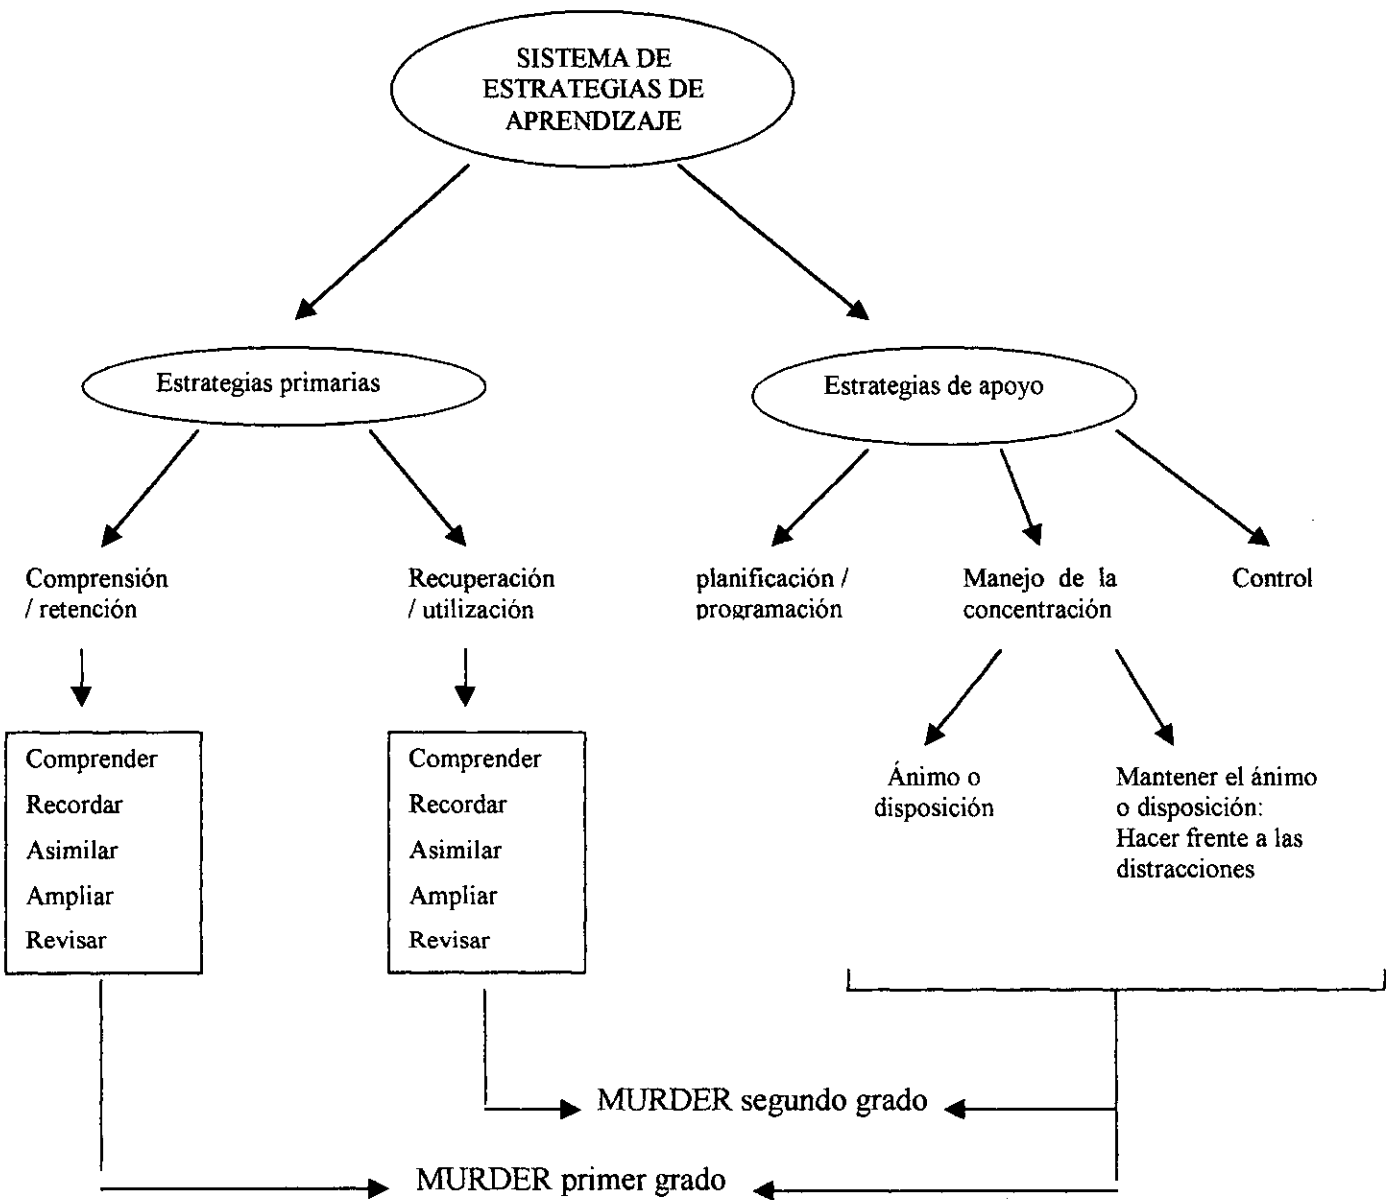 SISTEMA DE
ESTRATEGIAS DE
APRENDIZAJE
Estrategias primarias
Estrategias de apoyo
Comprensión
/ retención
Recuperación
/ utilización
planificación /
programación
Manejo de la
concentración
Control
Comprender
Recordar
Asimilar
Ampliar
Revisar
Comprender
Recordar
Asimilar
Ampliar
Revisar
Ánimo o
disposición
Mantener el ánimo
o disposición:
Hacer frente a las
distracciones
MURDER segundo grado
MURDER primer grado